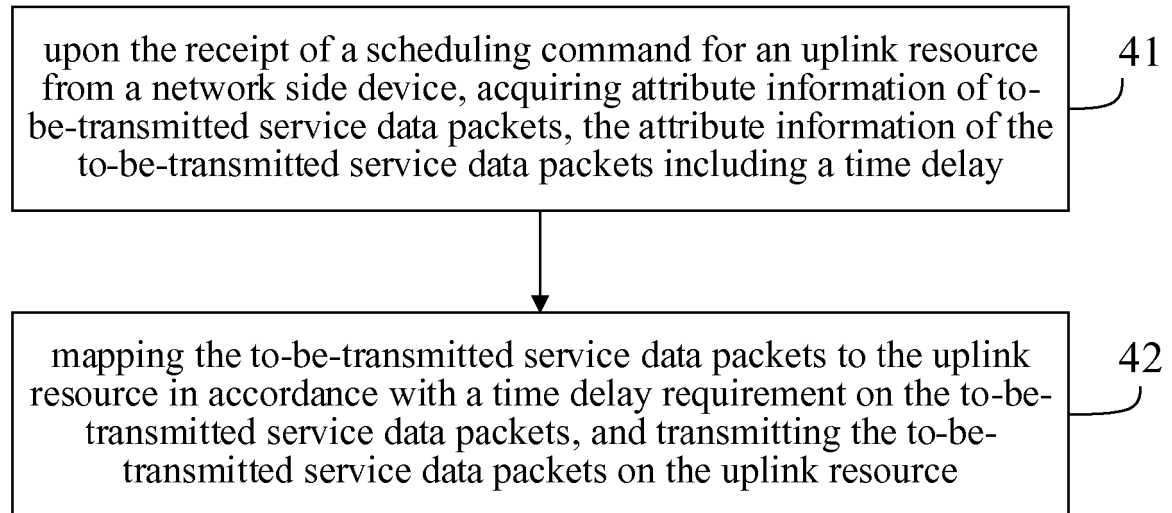 upon the receipt of a scheduling command for an uplink resource
from a network side device, acquiring attribute information of to-
be-transmitted service data packets, the attribute information of the
to-be-transmitted service data packets including a time delay
41
mapping the to-be-transmitted service data packets to the uplink
resource in accordance with a time delay requirement on the to-be-
transmitted service data packets, and transmitting the to-be-
transmitted service data packets on the uplink resource
42